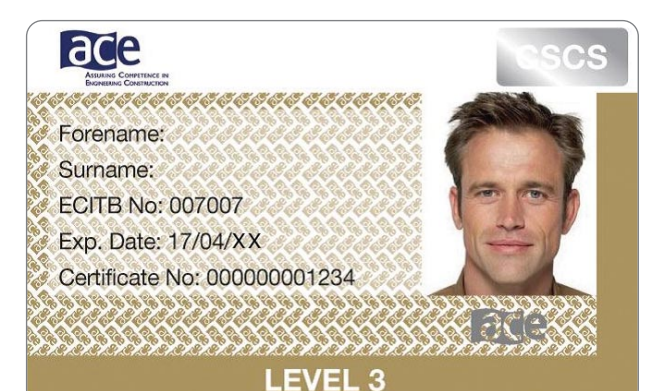 ace
ASSURING COMPETENCE IN
ENGINEERING CONSTRUCTION
CSCS
Forename:
Surname:
ECITB No: 007007
Exp. Date: 17/04/XX
Certificate No: 000000001234
ace
LEVEL 3